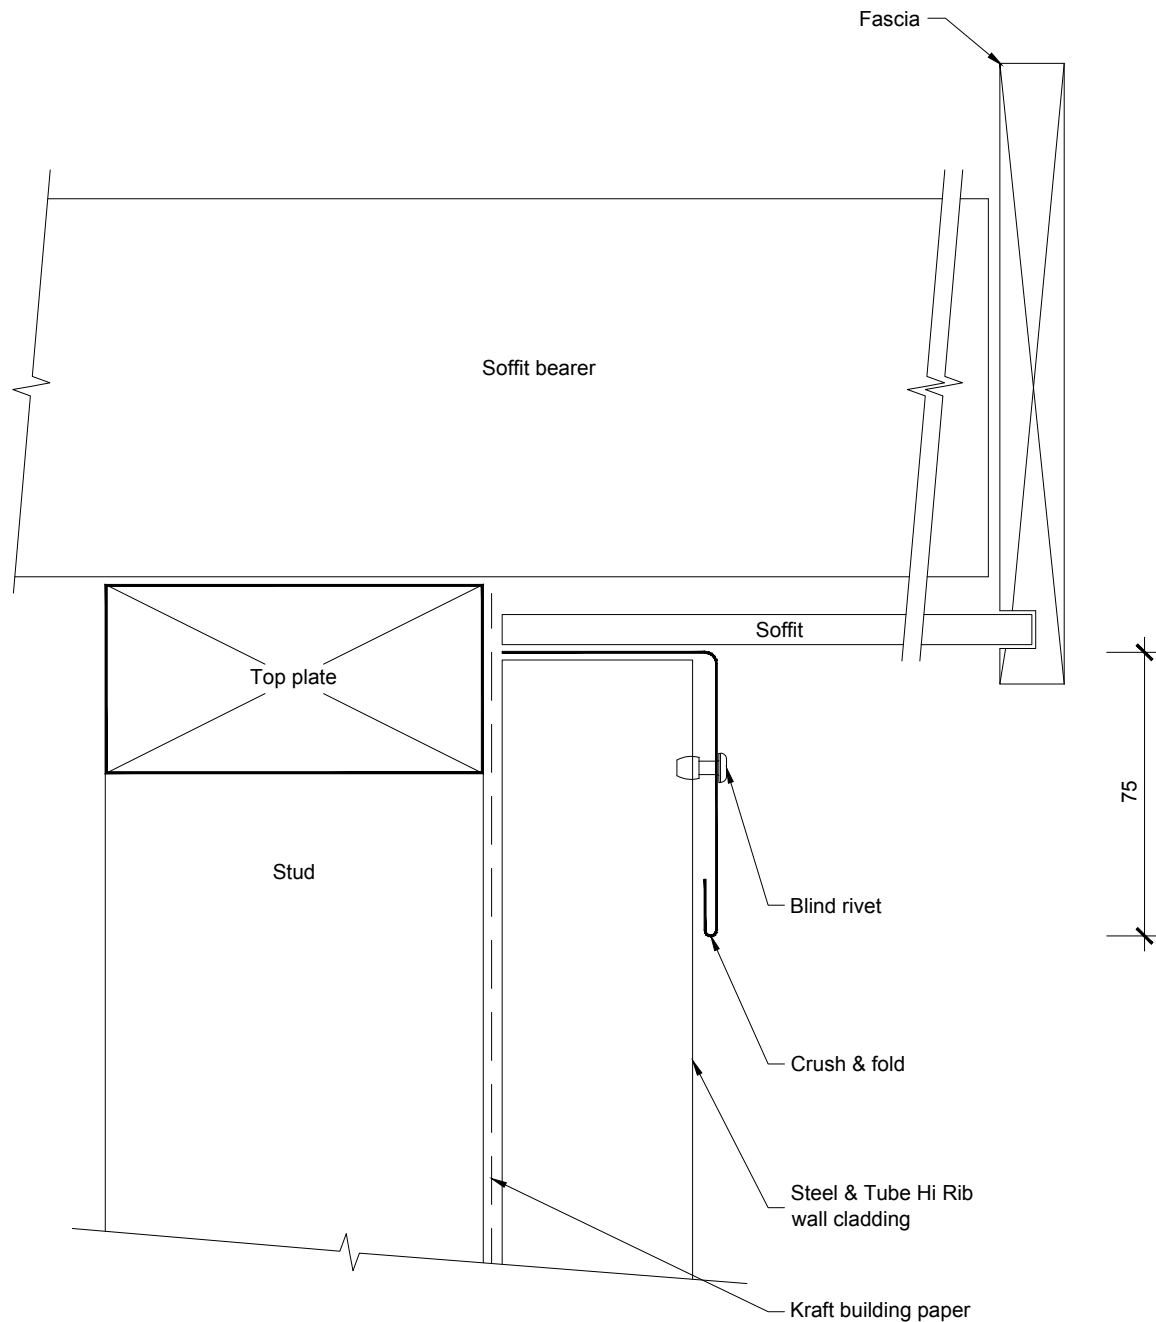 Fascia
Soffit bearer
Soffit
Top plate
75
Stud
Blind rivet
Crush & fold
Steel & Tube Hi Rib
wall cladding
Kraft building paper